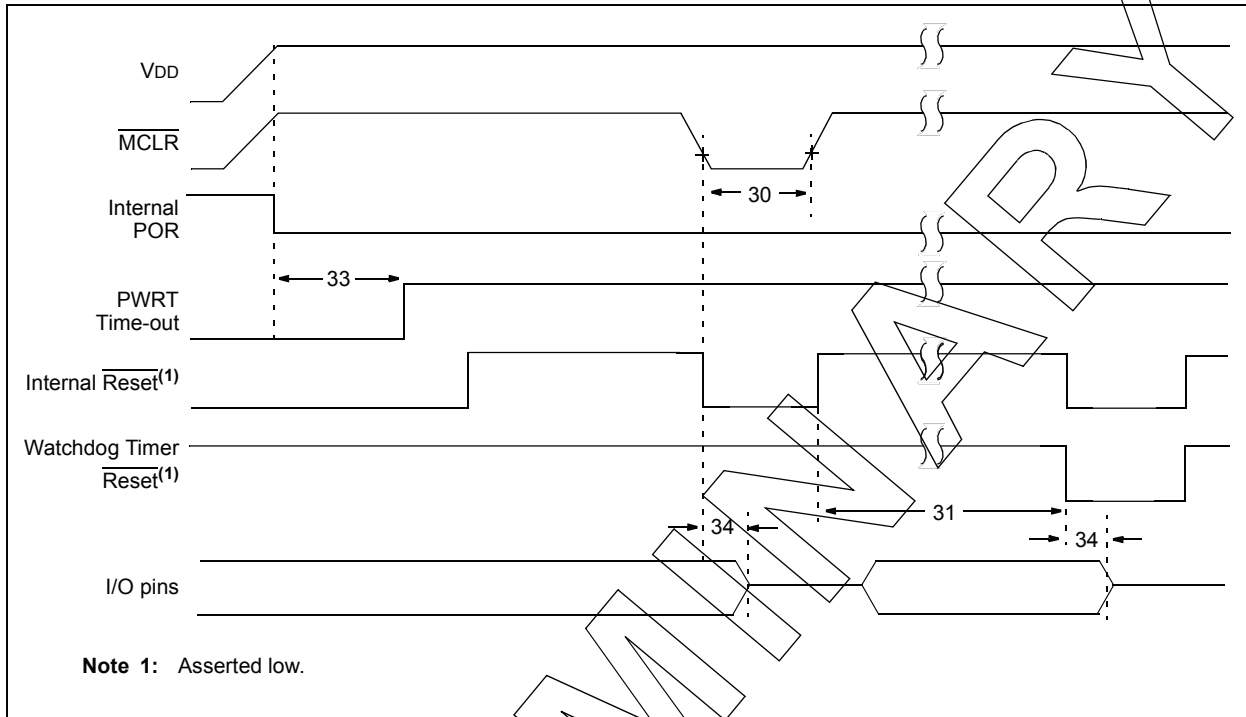 VDD
MCLR
30
Internal
POR
33
PWRT
Time-out
Internal Reset(1)
Watchdog Timer
Reset(1)
31
34
34
I/O pins
Note 1: Asserted low.
MINARY